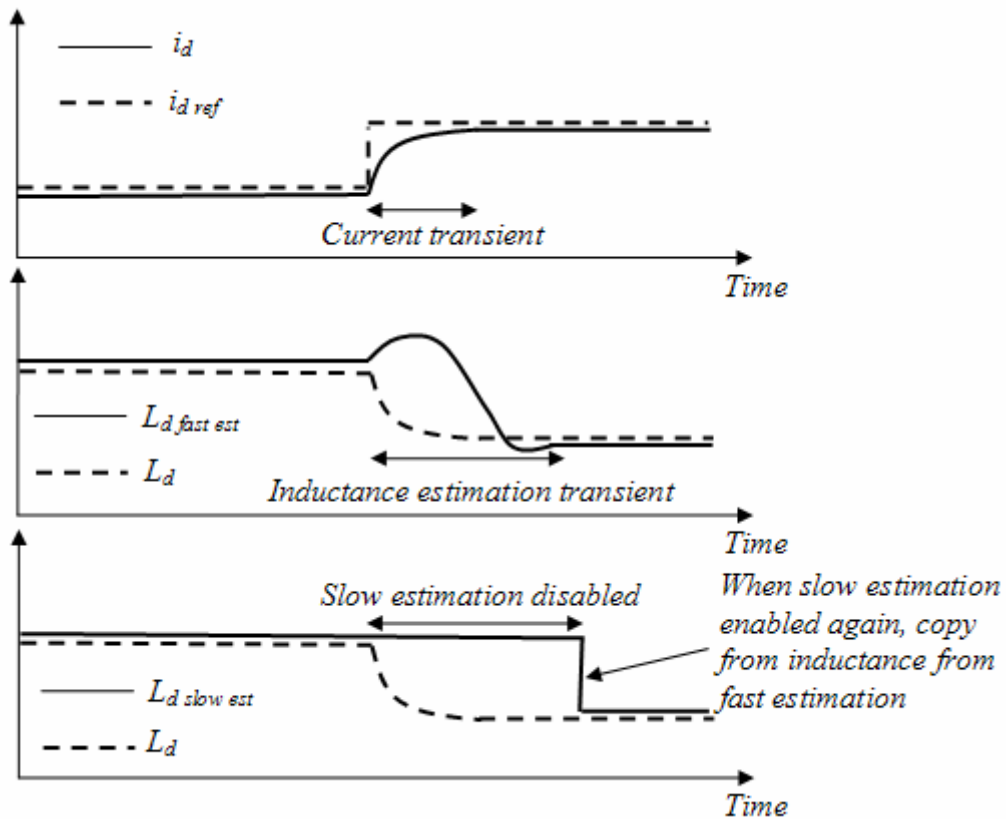 i_d
i_d ref
Current transient
Time
L_d fast est
L_d
Inductance estimation transient
Time
Slow estimation disabled
When slow estimation
enabled again, copy
from inductance from
fast estimation
L_d slow est
L_d
Time